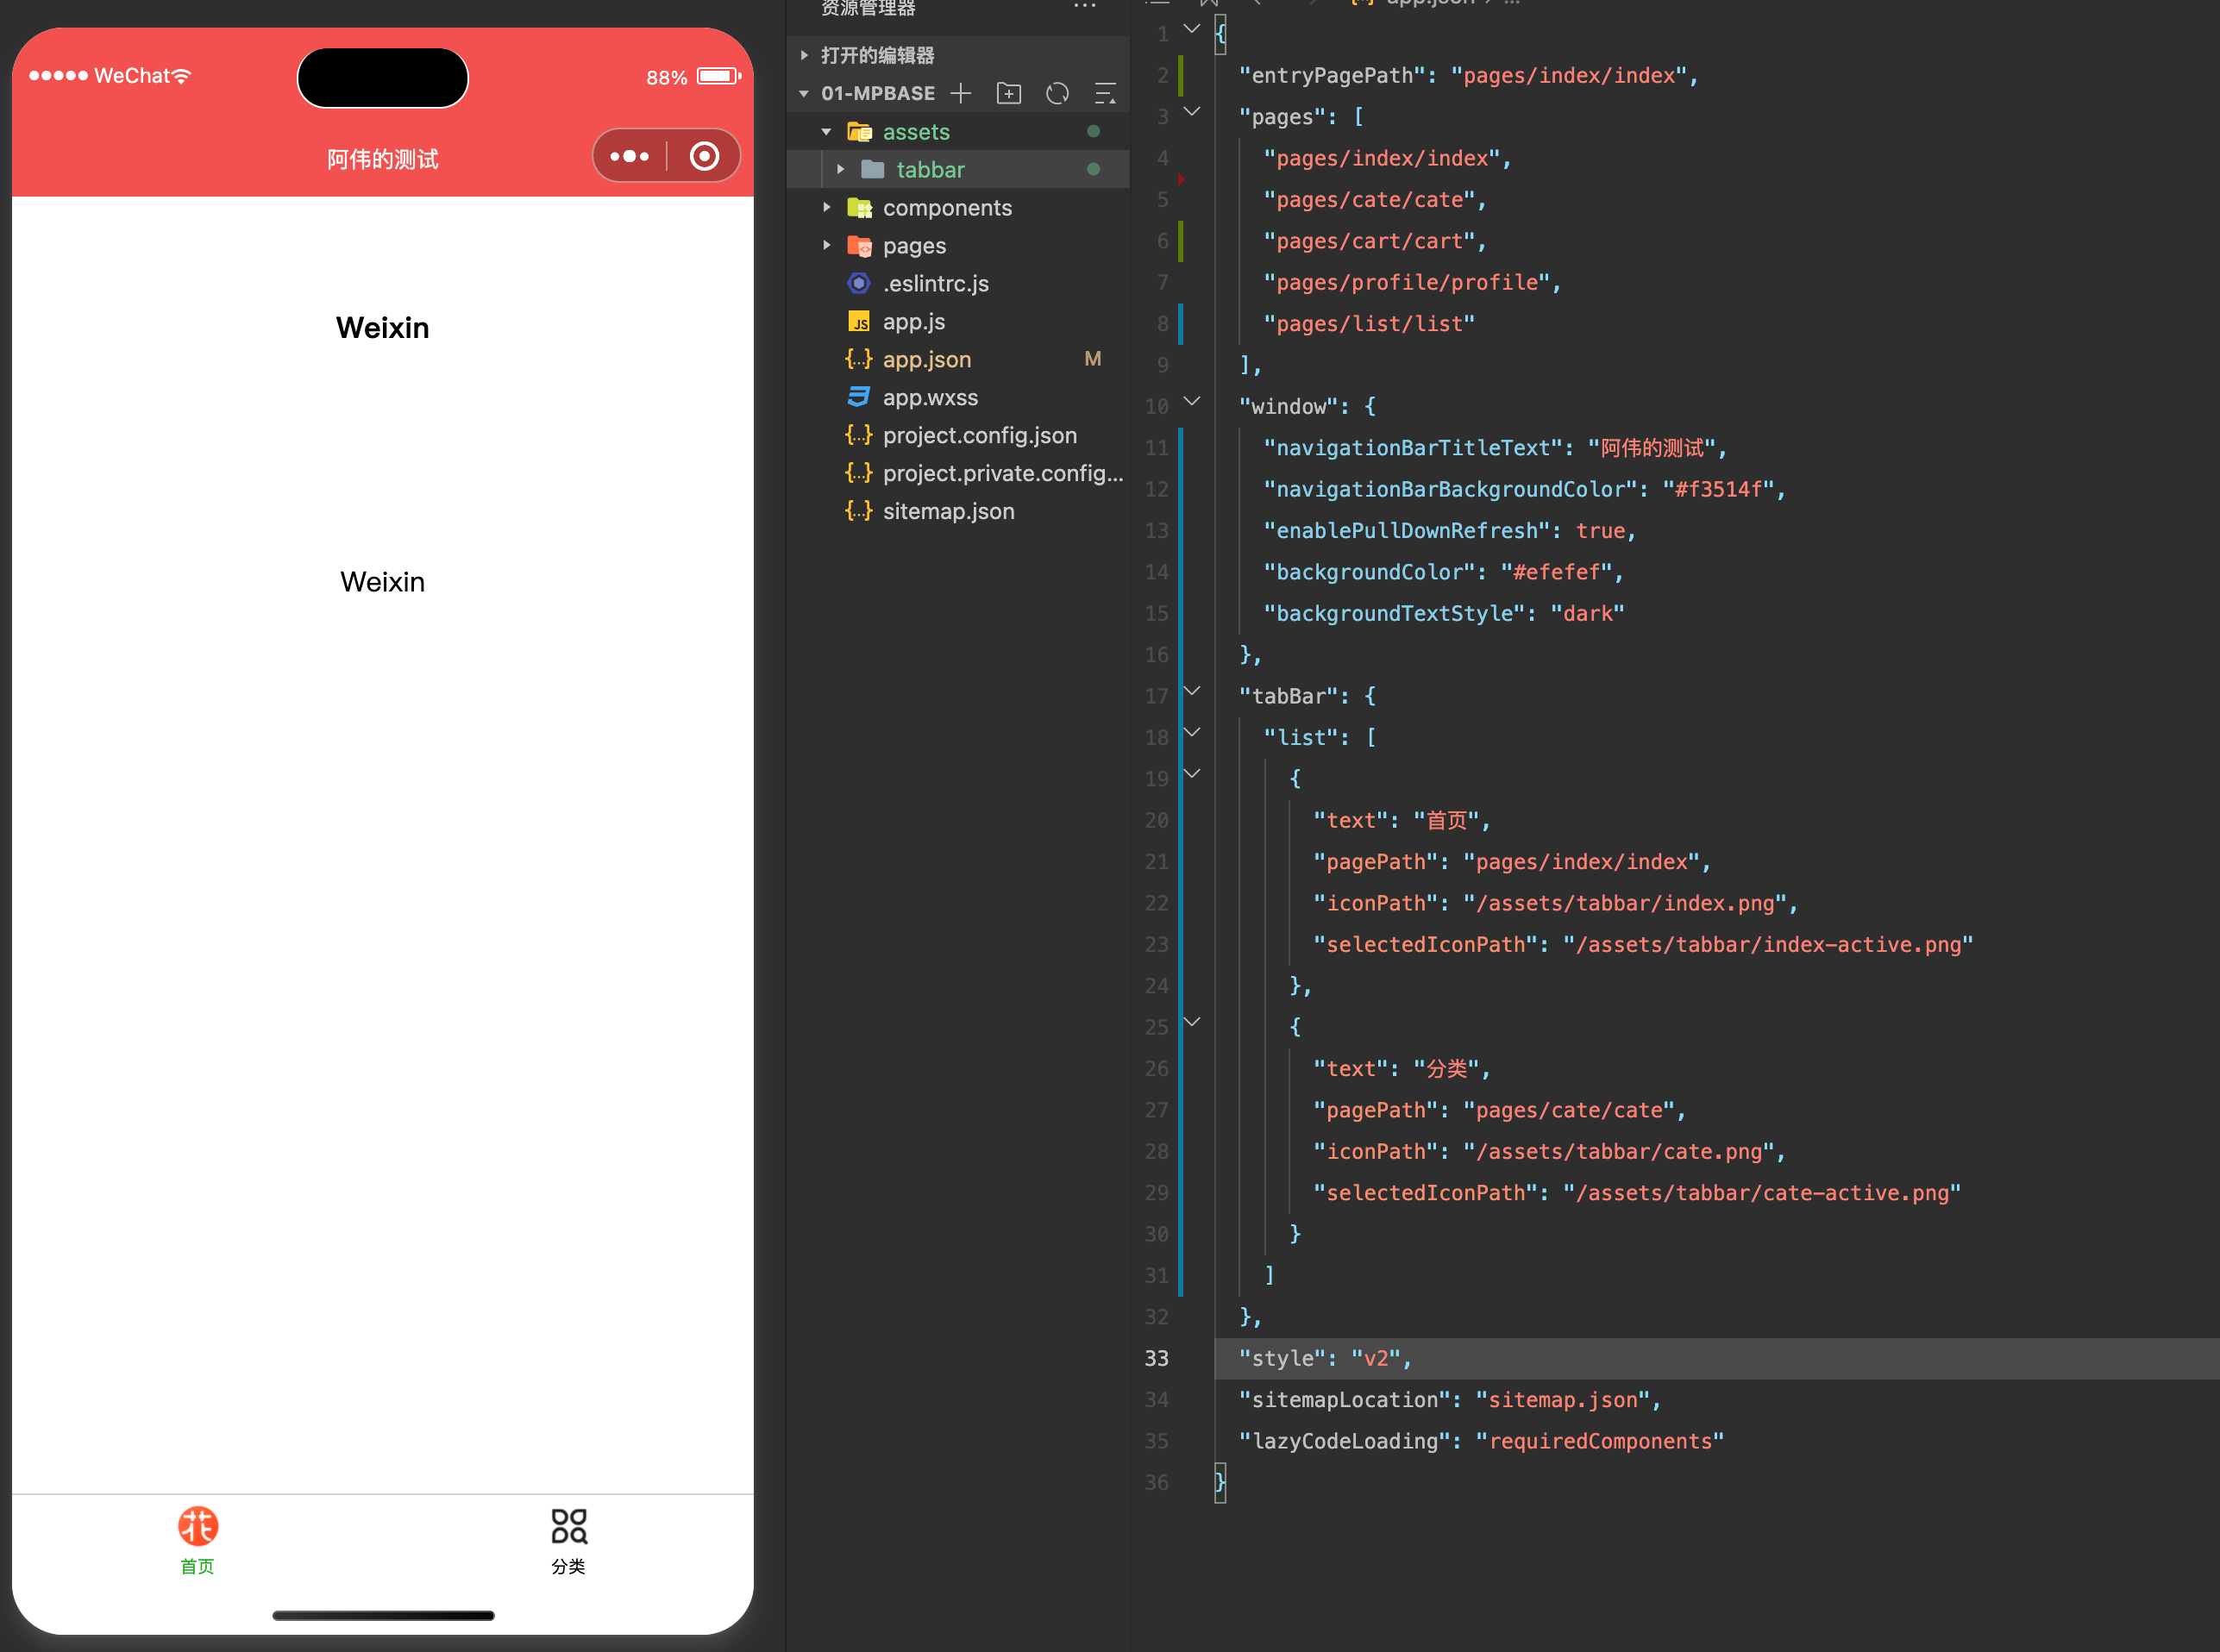 WeChat
88%
阿伟的测试
Weixin
Weixin
首页
分类
资源管理器
打开的编辑器
01-MPBASE
assets
tabbar
components
pages
.eslintrc.js
app.js
app.json M
app.wxss
project.config.json
project.private.config...
sitemap.json
app.json > ...
1 {
2 "entryPagePath": "pages/index/index",
3 "pages": [
4 "pages/index/index",
5 "pages/cate/cate",
6 "pages/cart/cart",
7 "pages/profile/profile",
8 "pages/list/list"
9 ],
10 "window": {
11 "navigationBarTitleText": "阿伟的测试",
12 "navigationBarBackgroundColor": "#f3514f",
13 "enablePullDownRefresh": true,
14 "backgroundColor": "#efefef",
15 "backgroundTextStyle": "dark"
16 },
17 "tabBar": {
18 "list": [
19 {
20 "text": "首页",
21 "pagePath": "pages/index/index",
22 "iconPath": "/assets/tabbar/index.png",
23 "selectedIconPath": "/assets/tabbar/index-active.png"
24 },
25 {
26 "text": "分类",
27 "pagePath": "pages/cate/cate",
28 "iconPath": "/assets/tabbar/cate.png",
29 "selectedIconPath": "/assets/tabbar/cate-active.png"
30 }
31 ]
32 },
33 "style": "v2",
34 "sitemapLocation": "sitemap.json",
35 "lazyCodeLoading": "requiredComponents"
36 }